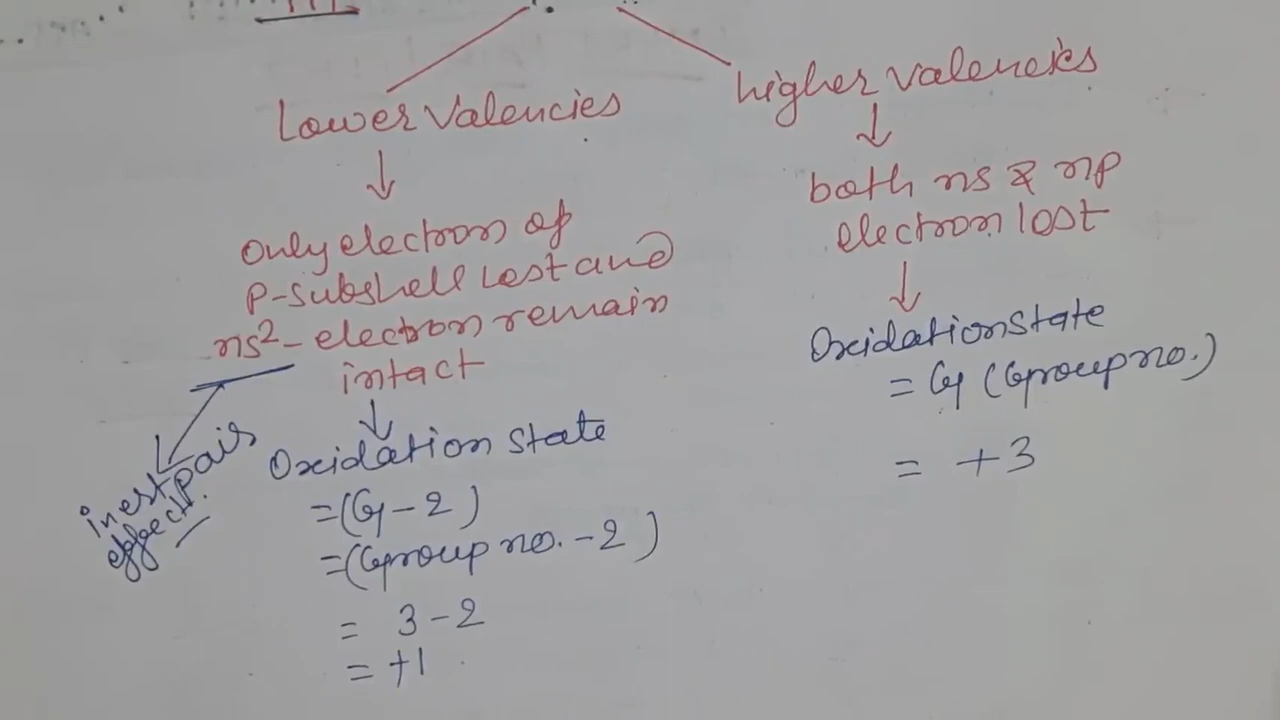 Lower Valencies
↓
Only electron of
P-subshell lost and
ns²- electron remain
intact
↓
inert pair
effect.
Oxidation state
=(G-2)
=(Group no.-2)
= 3-2
= +1
higher valencies
↓
both ns & np
electron lost
↓
Oxidation State
= G (Group no.)
= +3